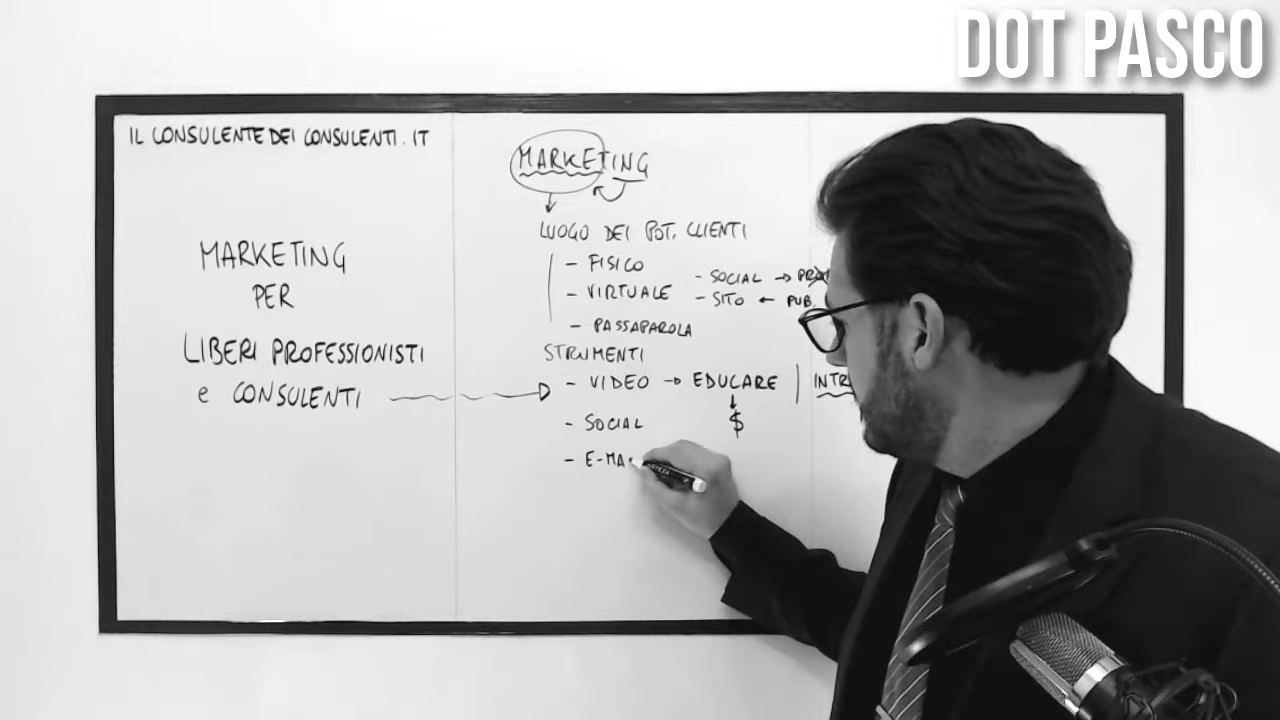 DOT PASCO
IL CONSULENTE DEI CONSULENTI.IT
MARKETING
PER
LIBERI PROFESSIONISTI
e CONSULENTI
MARKETING
LUOGO DEI POT. CLIENTI
- FISICO
- VIRTUALE
- SOCIAL →
- SITO ← PUB.
- PASSAPAROLA
STRUMENTI
- VIDEO → EDUCARE
$
- SOCIAL
- E-MA